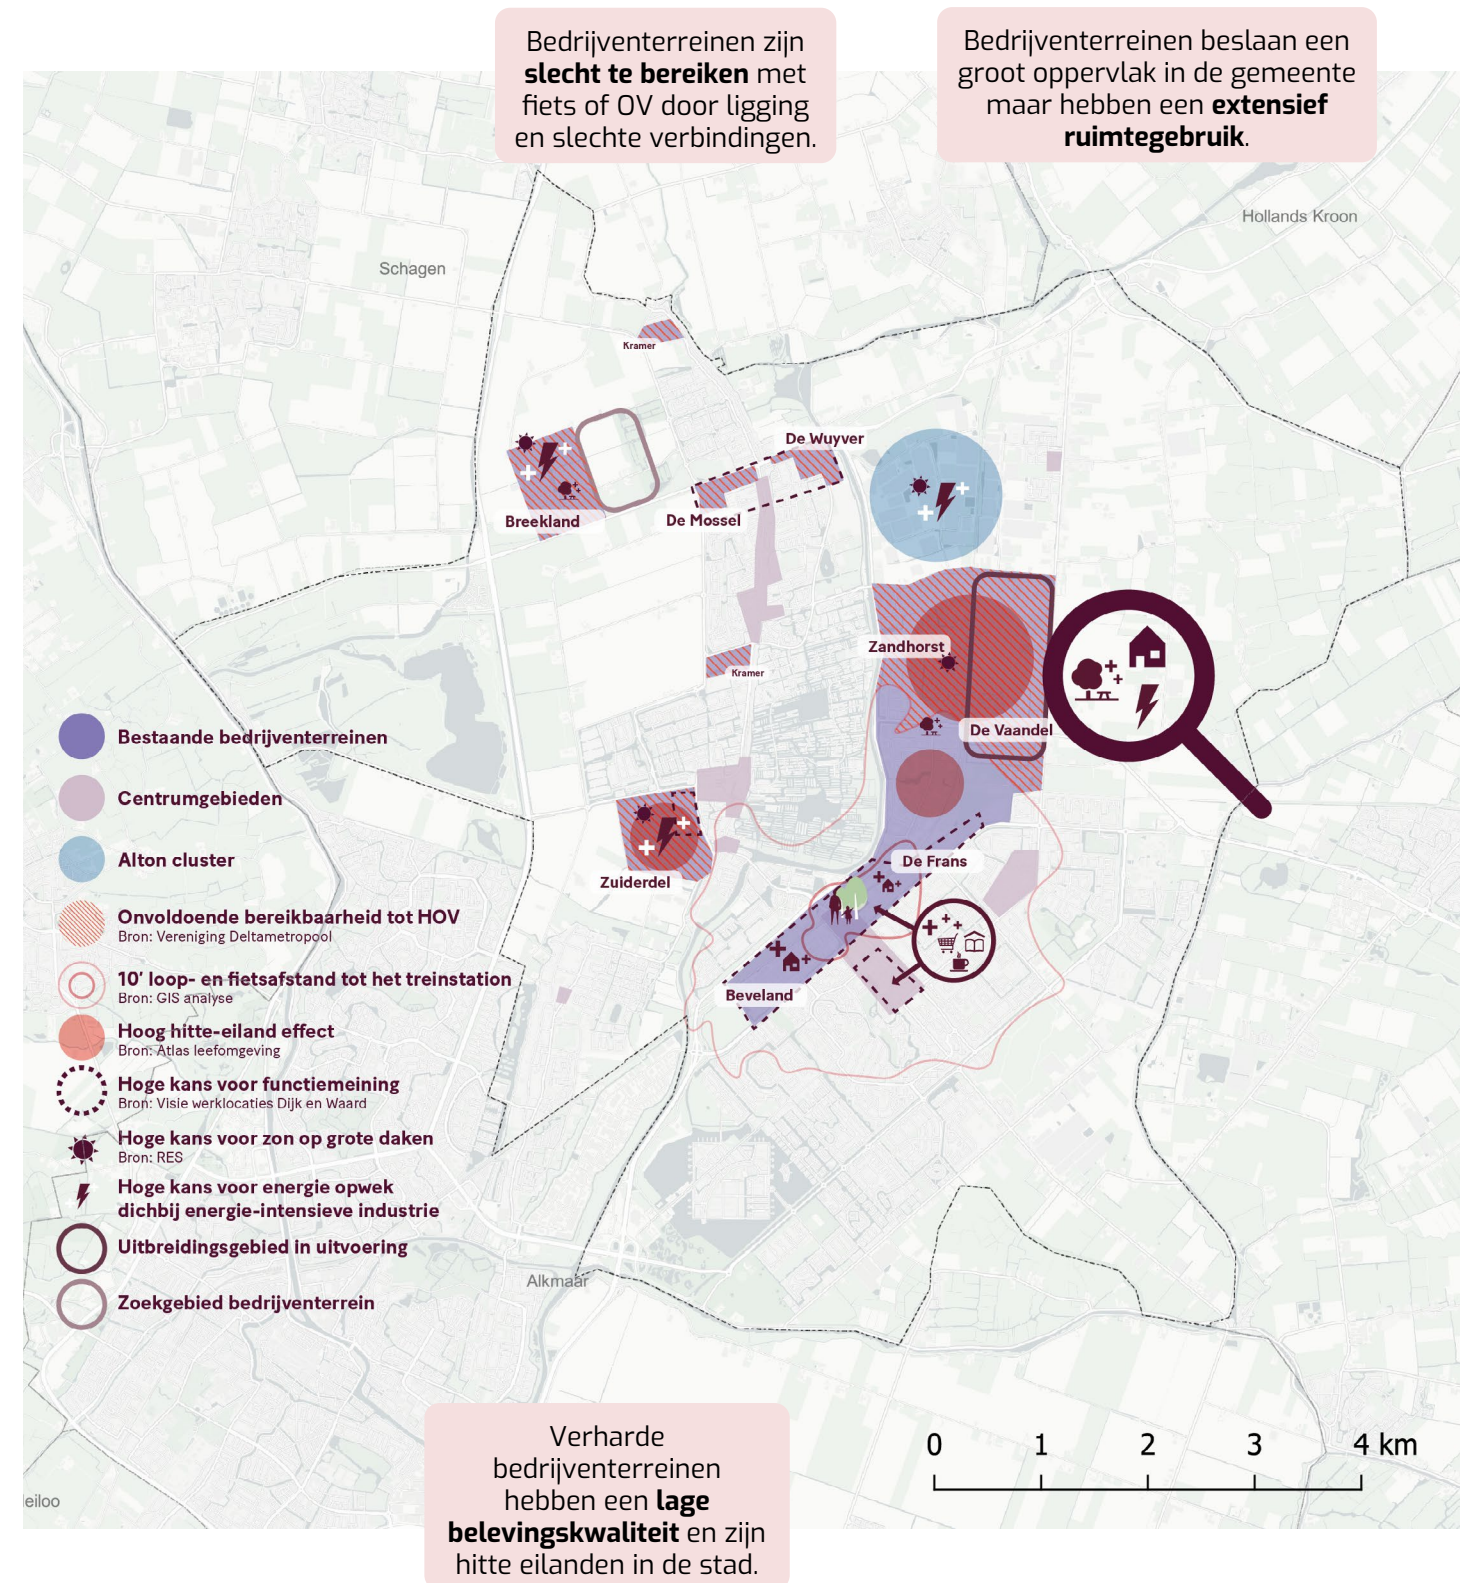 Bedrijventerreinen zijn
slecht te bereiken met
fiets of OV door ligging
en slechte verbindingen.
Bedrijventerreinen beslaan een
groot oppervlak in de gemeente
maar hebben een extensief
ruimtegebruik.
Hollands Kroon
Schagen
Kramer
De Wuyver
Breekland
De Mossel
Zandhorst
Kramer
De Vaandel
Zuiderdel
De Frans
Beveland
Bestaande bedrijventerreinen
Centrumgebieden
Alton cluster
Onvoldoende bereikbaarheid tot HOV
Bron: Vereniging Deltametropool
10' loop- en fietsafstand tot het treinstation
Bron: GIS analyse
Hoog hitte-eiland effect
Bron: Atlas leefomgeving
Hoge kans voor functiemeining
Bron: Visie werklocaties Dijk en Waard
Hoge kans voor zon op grote daken
Bron: RES
Hoge kans voor energie opwek
dichtbij energie-intensieve industrie
Uitbreidingsgebied in uitvoering
Zoekgebied bedrijventerrein
Alkmaar
eiloo
0 1 2 3 4 km
Verharde
bedrijventerreinen
hebben een lage
belevingskwaliteit en zijn
hitte eilanden in de stad.